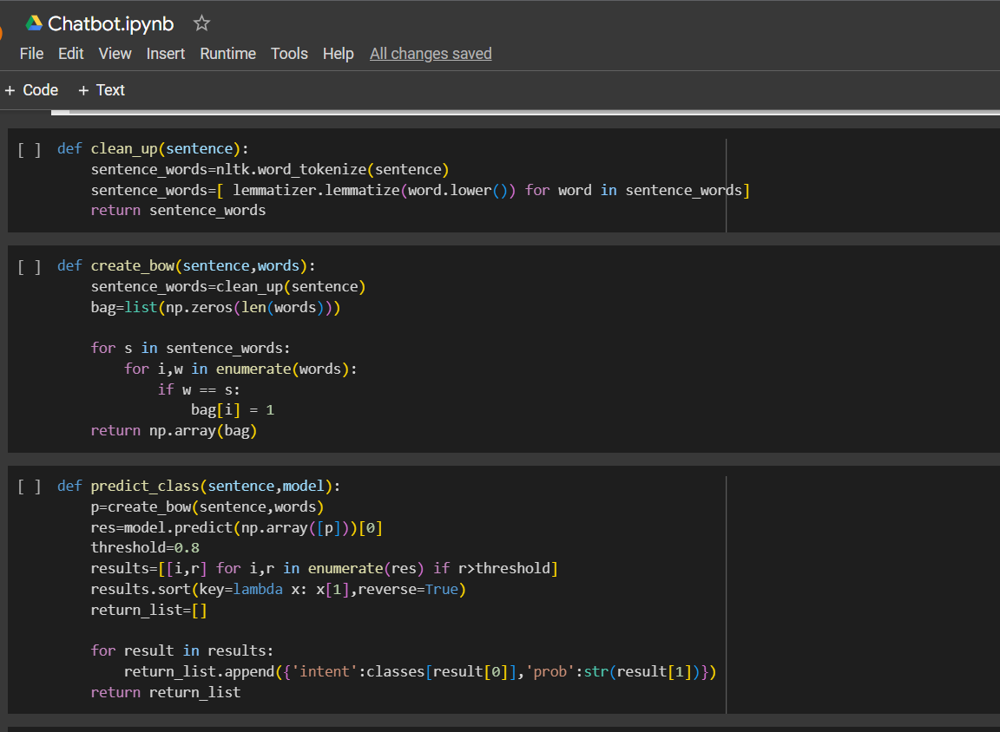 Chatbot.ipynb
File Edit View Insert Runtime Tools Help All changes saved
+ Code + Text
[ ] def clean_up(sentence):
    sentence_words=nltk.word_tokenize(sentence)
    sentence_words=[ lemmatizer.lemmatize(word.lower()) for word in sentence_words]
    return sentence_words
[ ] def create_bow(sentence,words):
    sentence_words=clean_up(sentence)
    bag=list(np.zeros(len(words)))
    for s in sentence_words:
        for i,w in enumerate(words):
            if w == s:
                bag[i] = 1
    return np.array(bag)
[ ] def predict_class(sentence,model):
    p=create_bow(sentence,words)
    res=model.predict(np.array([p]))[0]
    threshold=0.8
    results=[[i,r] for i,r in enumerate(res) if r>threshold]
    results.sort(key=lambda x: x[1],reverse=True)
    return_list=[]
    for result in results:
        return_list.append({'intent':classes[result[0]],'prob':str(result[1])})
    return return_list